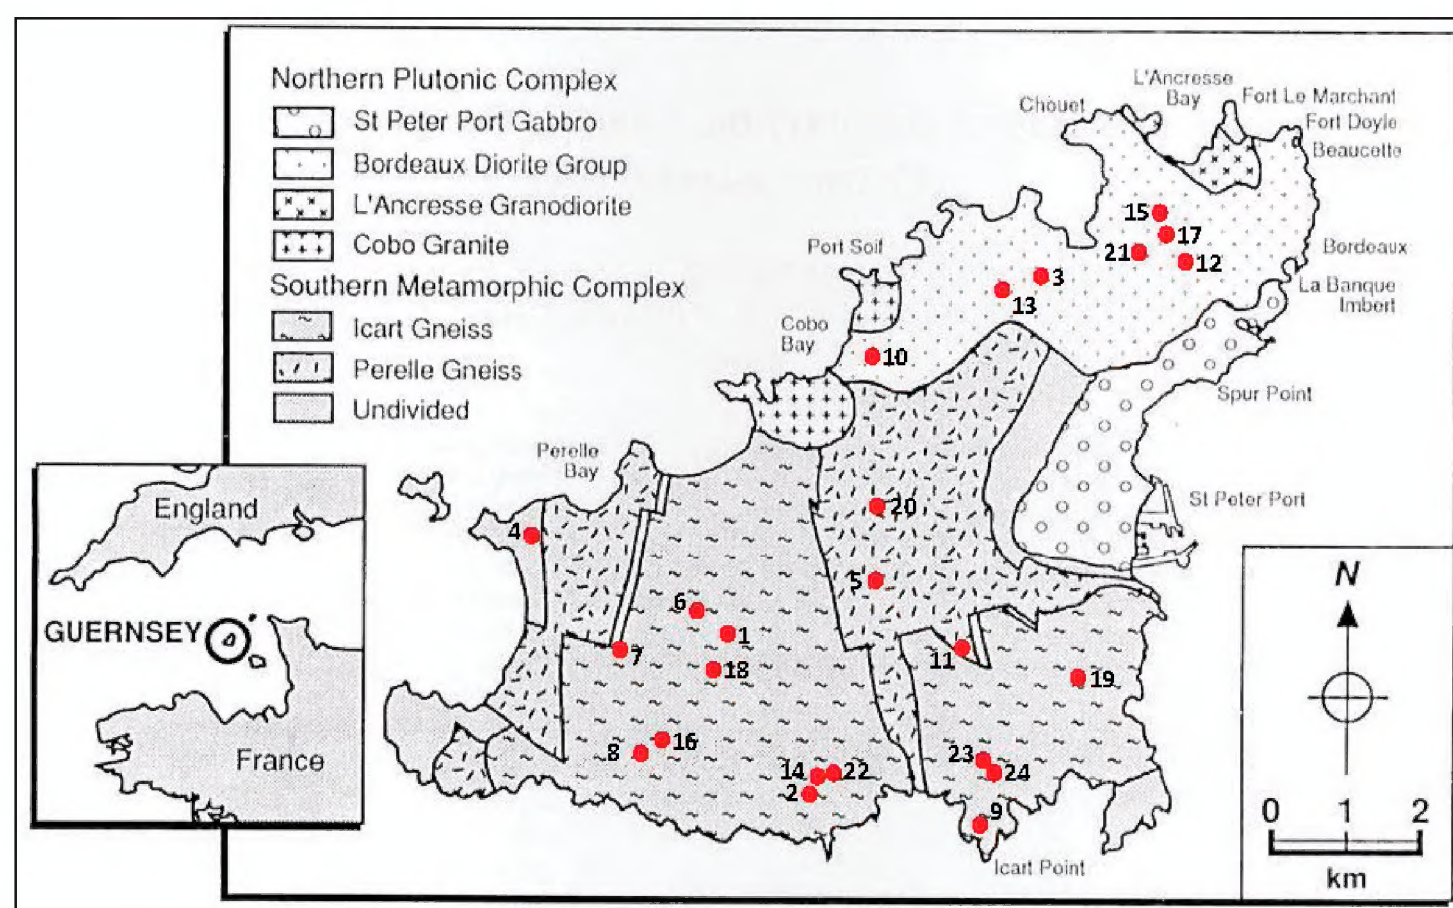 Northern Plutonic Complex
St Peter Port Gabbro
Bordeaux Diorite Group
L'Ancresse Granodiorite
Cobo Granite
Southern Metamorphic Complex
Icart Gneiss
Perelle Gneiss
Undivided
L'Ancresse
Bay
Chouet
Fort Le Marchant
Fort Doyle
Beaucette
15
17
21
12
Bordeaux
La Banque
Imbert
Port Soif
3
13
Cobo
Bay
10
Spur Point
Perelle
Bay
St Peter Port
20
4
5
6
1
7
18
11
19
8
16
14
22
2
23
24
9
Icart Point
England
GUERNSEY
France
N
0 1 2
km